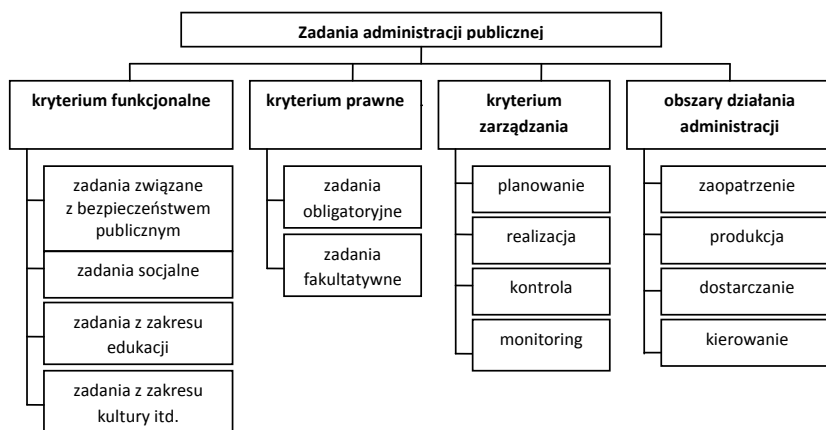 Zadania administracji publicznej
kryterium funkcjonalne
zadania związane
z bezpieczeństwem
publicznym
zadania socjalne
zadania z zakresu
edukacji
zadania z zakresu
kultury itd.
kryterium prawne
zadania
obligatoryjne
zadania
fakultatywne
kryterium
zarządzania
planowanie
realizacja
kontrola
monitoring
obszary działania
administracji
zaopatrzenie
produkcja
dostarczanie
kierowanie